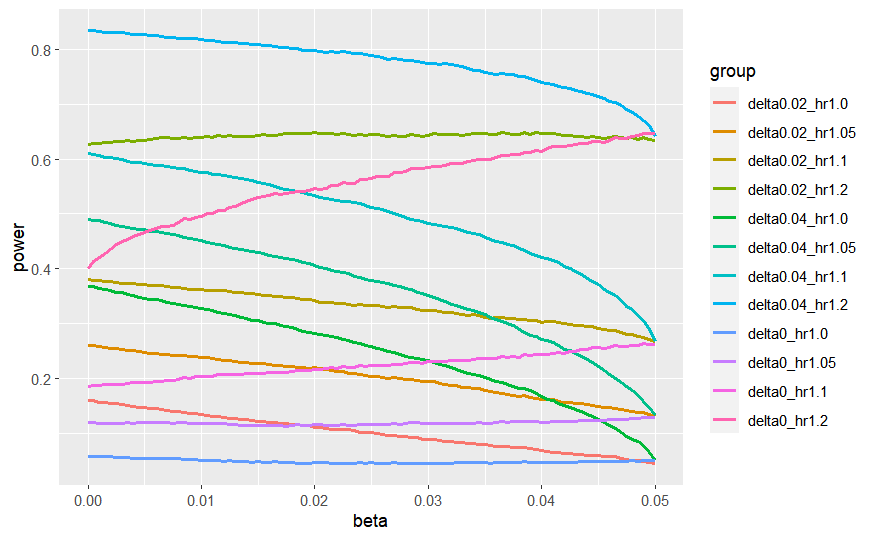 power
0.8
0.6
0.4
0.2
0.00
0.01
0.02
0.03
0.04
0.05
beta
group
delta0.02_hr1.0
delta0.02_hr1.05
delta0.02_hr1.1
delta0.02_hr1.2
delta0.04_hr1.0
delta0.04_hr1.05
delta0.04_hr1.1
delta0.04_hr1.2
delta0_hr1.0
delta0_hr1.05
delta0_hr1.1
delta0_hr1.2